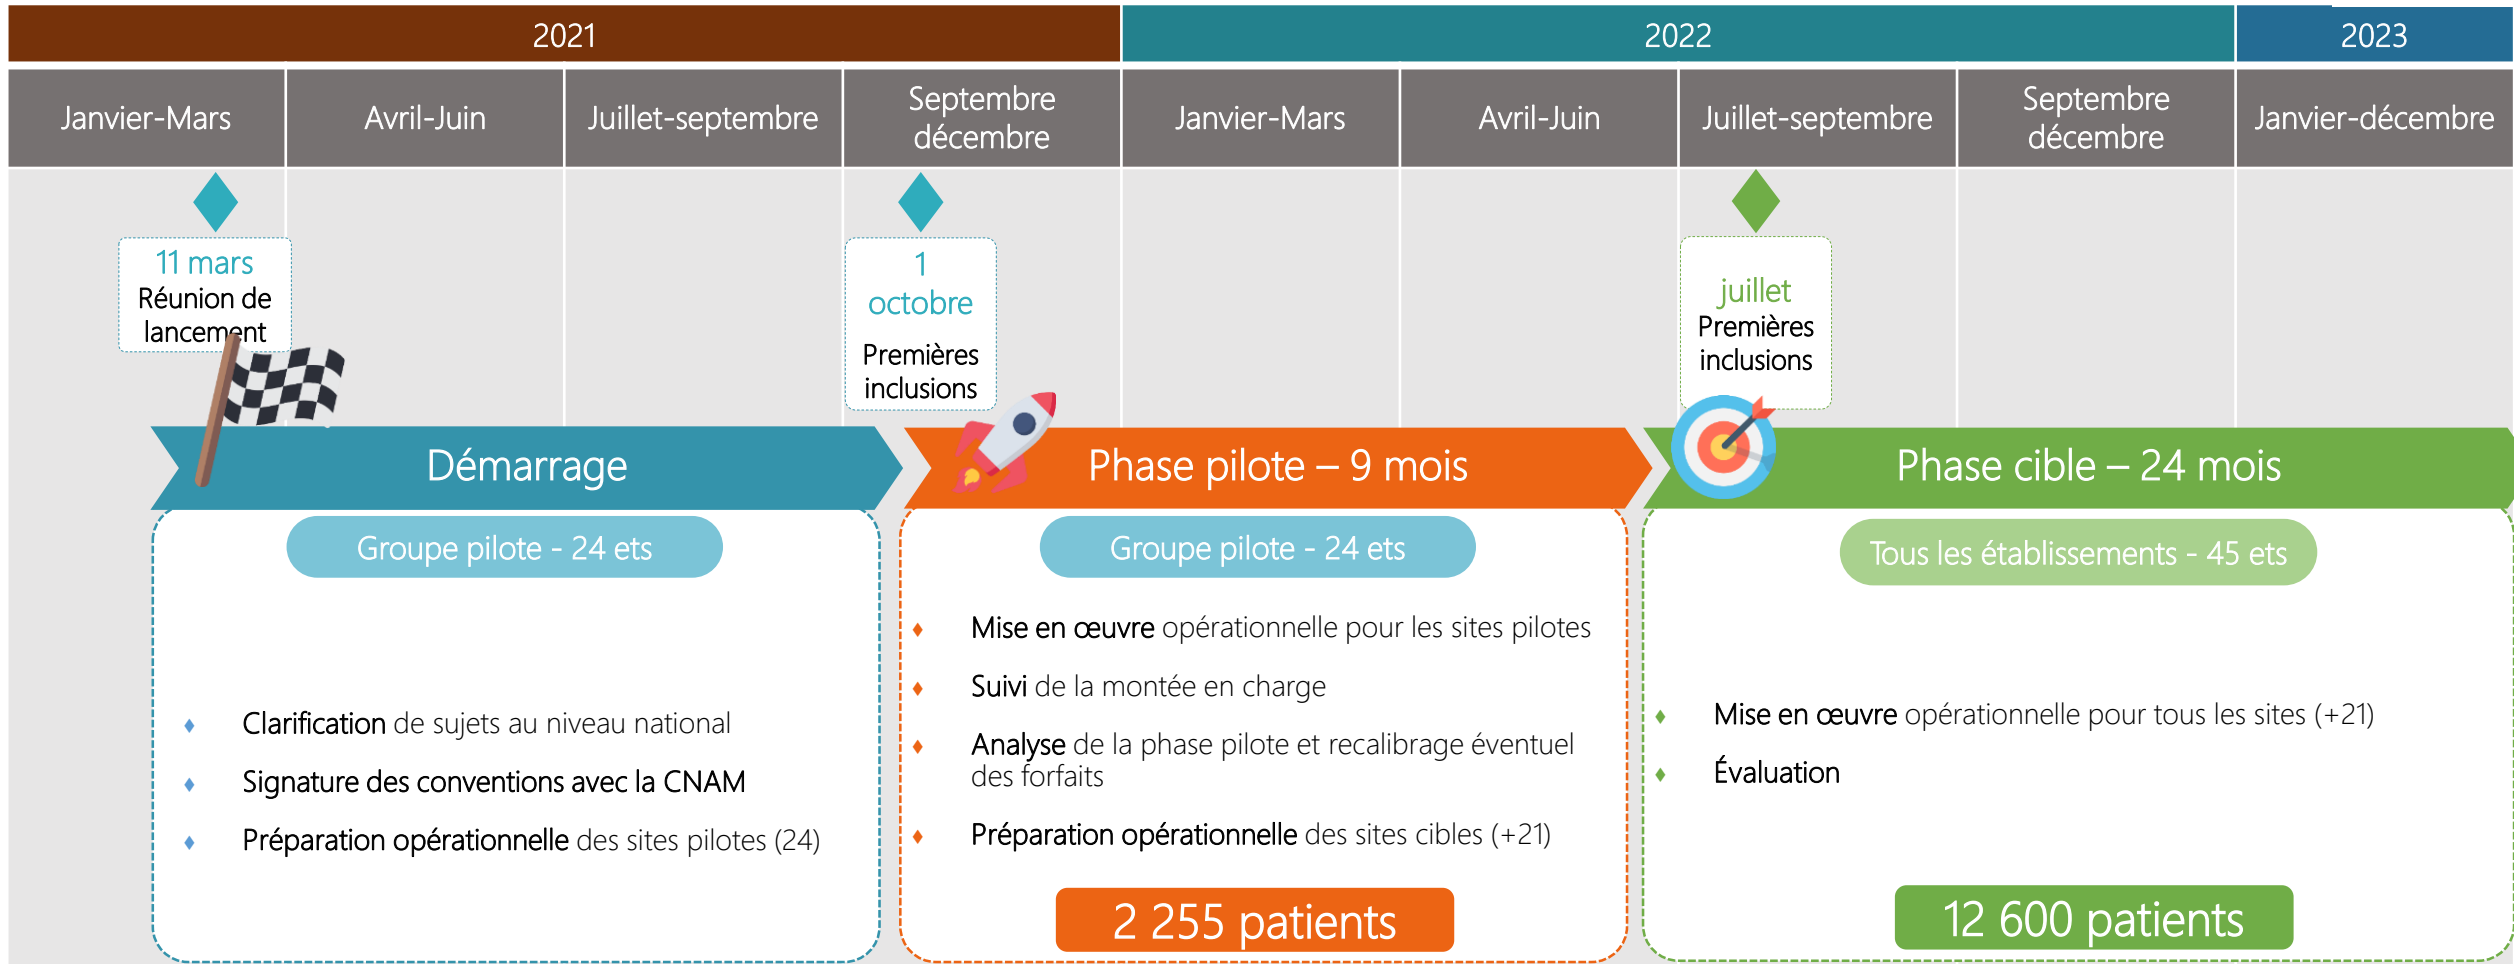 2021
2022
2023
Janvier-Mars
Avril-Juin
Juillet-septembre
Septembre
décembre
Janvier-Mars
Avril-Juin
Juillet-septembre
Septembre
décembre
Janvier-décembre
11 mars
Réunion de
lancement
1
octobre
Premières
inclusions
juillet
Premières
inclusions
Démarrage
Phase pilote – 9 mois
Phase cible – 24 mois
Groupe pilote - 24 ets
Clarification de sujets au niveau national
Signature des conventions avec la CNAM
Préparation opérationnelle des sites pilotes (24)
Groupe pilote - 24 ets
Mise en œuvre opérationnelle pour les sites pilotes
Suivi de la montée en charge
Analyse de la phase pilote et recalibrage éventuel
des forfaits
Préparation opérationnelle des sites cibles (+21)
2 255 patients
Tous les établissements - 45 ets
Mise en œuvre opérationnelle pour tous les sites (+21)
Évaluation
12 600 patients